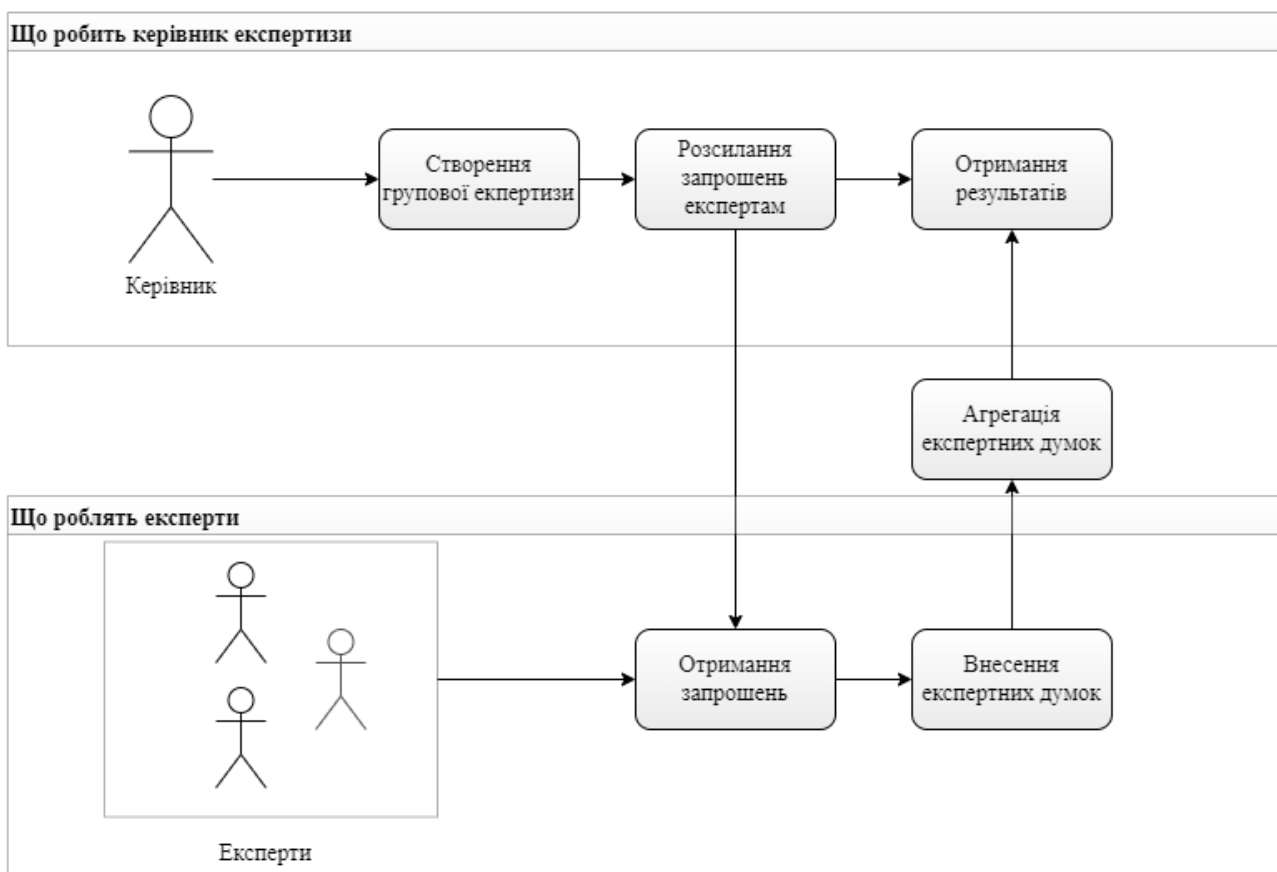 Що робить керівник експертизи
Створення
групової екпертизи
Розсилання
запрошень
експертам
Отримання
результатів
Керівник
Агрегація
експертних думок
Що роблять експерти
Отримання
запрошень
Внесення
експертних думок
Експерти